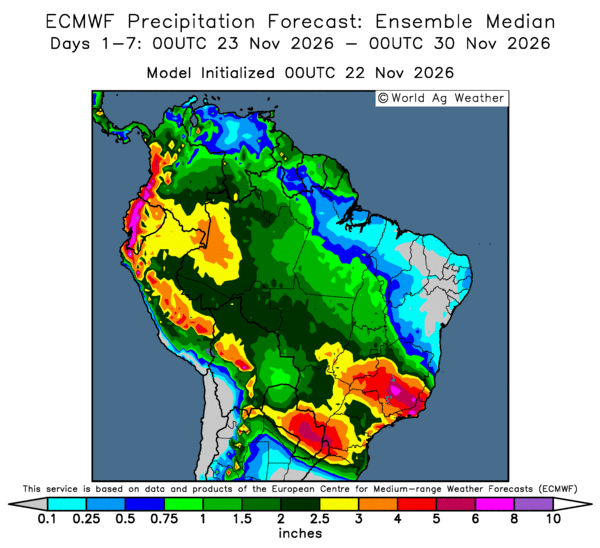 ECMWF Precipitation Forecast: Ensemble Median
Days 1-7: 00UTC 23 Nov 2026 - 00UTC 30 Nov 2026
Model Initialized 00UTC 22 Nov 2026
© World Ag Weather
This service is based on data and products of the European Centre for Medium-range Weather Forecasts (ECMWF)
0.1 0.25 0.5 0.75 1 1.5 2 2.5 3 4 5 6 8 10
inches